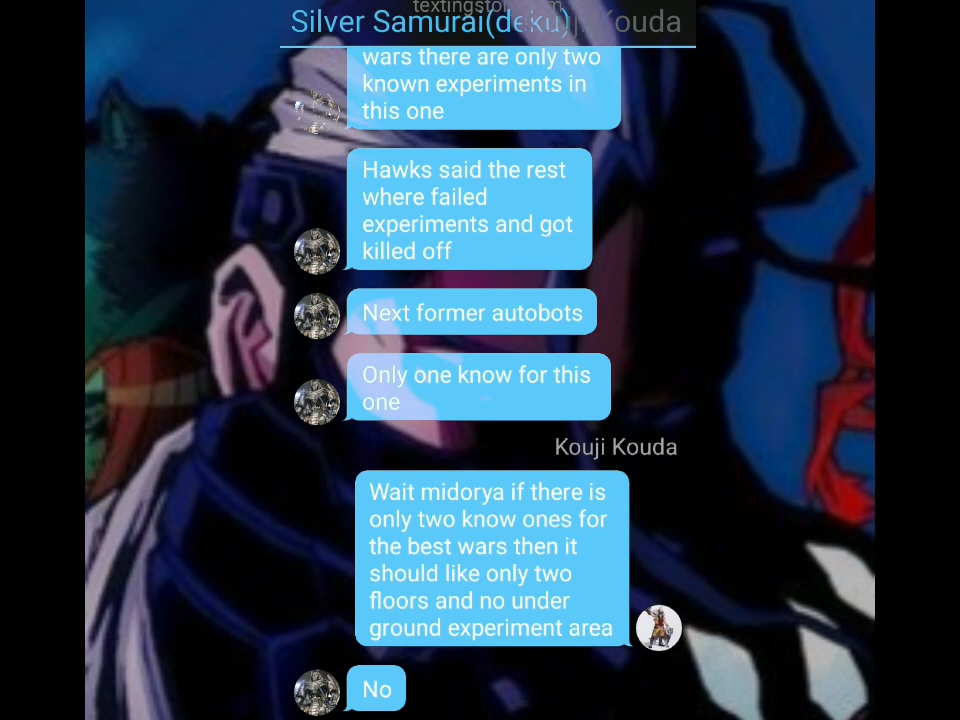 Silver Samurai(deku)
Kouda
wars there are only two
known experiments in
this one
Hawks said the rest
where failed
experiments and got
killed off
Next former autobots
Only one know for this
one
Kouji Kouda
Wait midorya if there is
only two know ones for
the best wars then it
should like only two
floors and no under
ground experiment area
No